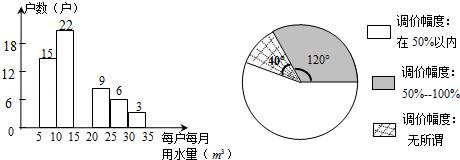 户数（户）
22
18
15
12
9
6
6
3
0
5 10 15 20 25 30 35 每户每月
用水量（m³）
40°
120°
调价幅度：
在 50%以内
调价幅度：
50%--100%
调价幅度：
无所谓